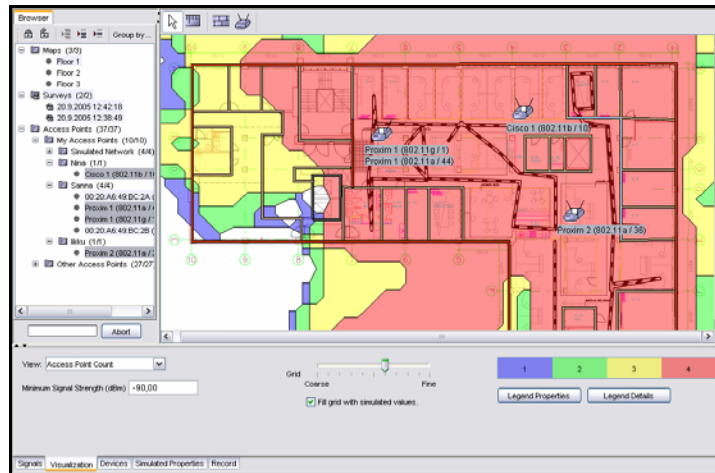 Browser
Group by...
Maps (3/3)
Floor 1
Floor 2
Floor 3
Surveys (2/2)
20.9.2005 12:42:18
20.9.2005 12:38:49
Access Points (37/37)
My Access Points (10/10)
Simulated Network (4/4)
Nina (1/1)
Cisco 1 (802.11b / 10
Sanna (4/4)
00:20:A6:49:BC:2A (
Proxim 1 (802.11a /
Proxim 1 (802.11g /
00:20:A6:49:BC:2B (
Iikku (1/1)
Proxim 2 (802.11a /
Other Access Points (27/27
Abort
Cisco 1 (802.11b / 10)
Proxim 1 (802.11g / 1)
Proxim 1 (802.11a / 44)
Proxim 2 (802.11a / 36)
View: Access Point Count
Minimum Signal Strength (dBm) -90,00
Grid
Coarse Fine
Fill grid with simulated values.
1 2 3 4
Legend Properties Legend Details
Signals Visualization Devices Simulated Properties Record